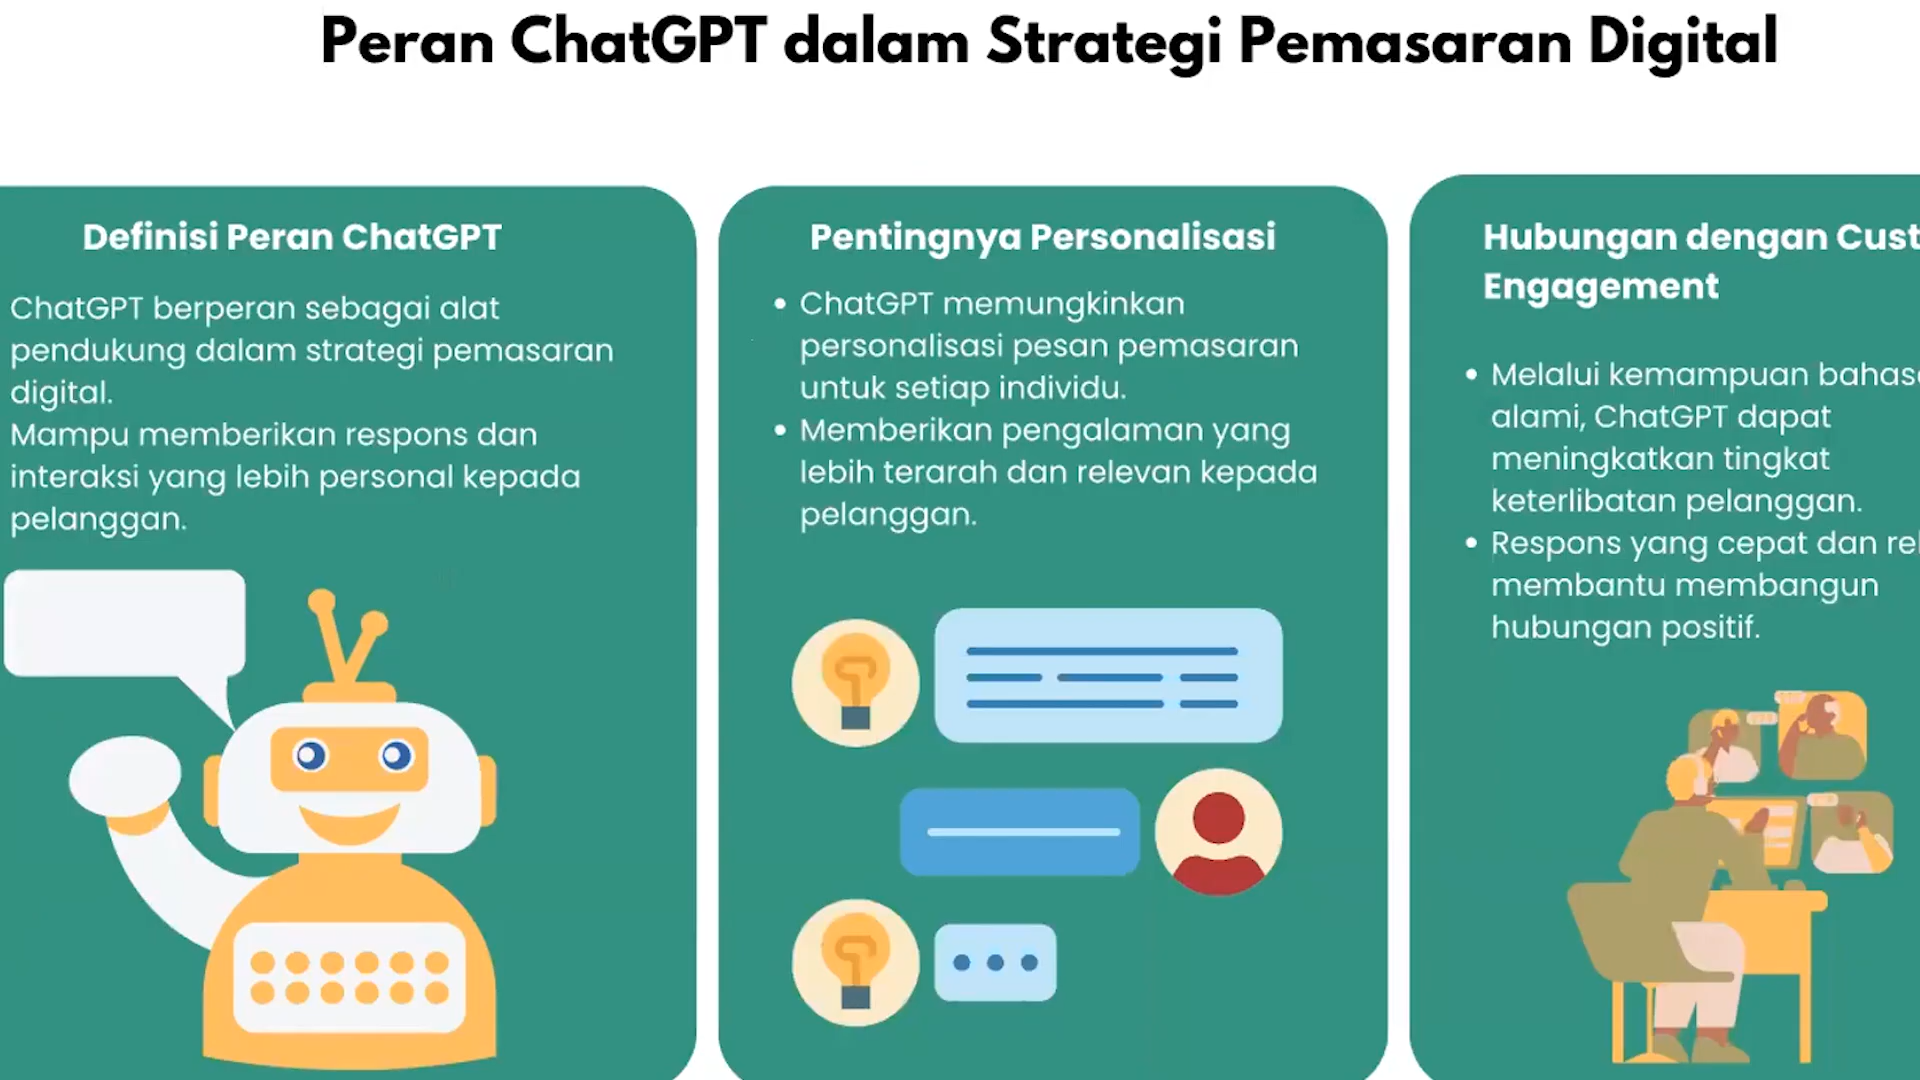 Peran ChatGPT dalam Strategi Pemasaran Digital
Definisi Peran ChatGPT
ChatGPT berperan sebagai alat
pendukung dalam strategi pemasaran
digital.
Mampu memberikan respons dan
interaksi yang lebih personal kepada
pelanggan.
Pentingnya Personalisasi
• ChatGPT memungkinkan
personalisasi pesan pemasaran
untuk setiap individu.
• Memberikan pengalaman yang
lebih terarah dan relevan kepada
pelanggan.
Hubungan dengan Cust
Engagement
• Melalui kemampuan bahasa
alami, ChatGPT dapat
meningkatkan tingkat
keterlibatan pelanggan.
• Respons yang cepat dan rel
membantu membangun
hubungan positif.